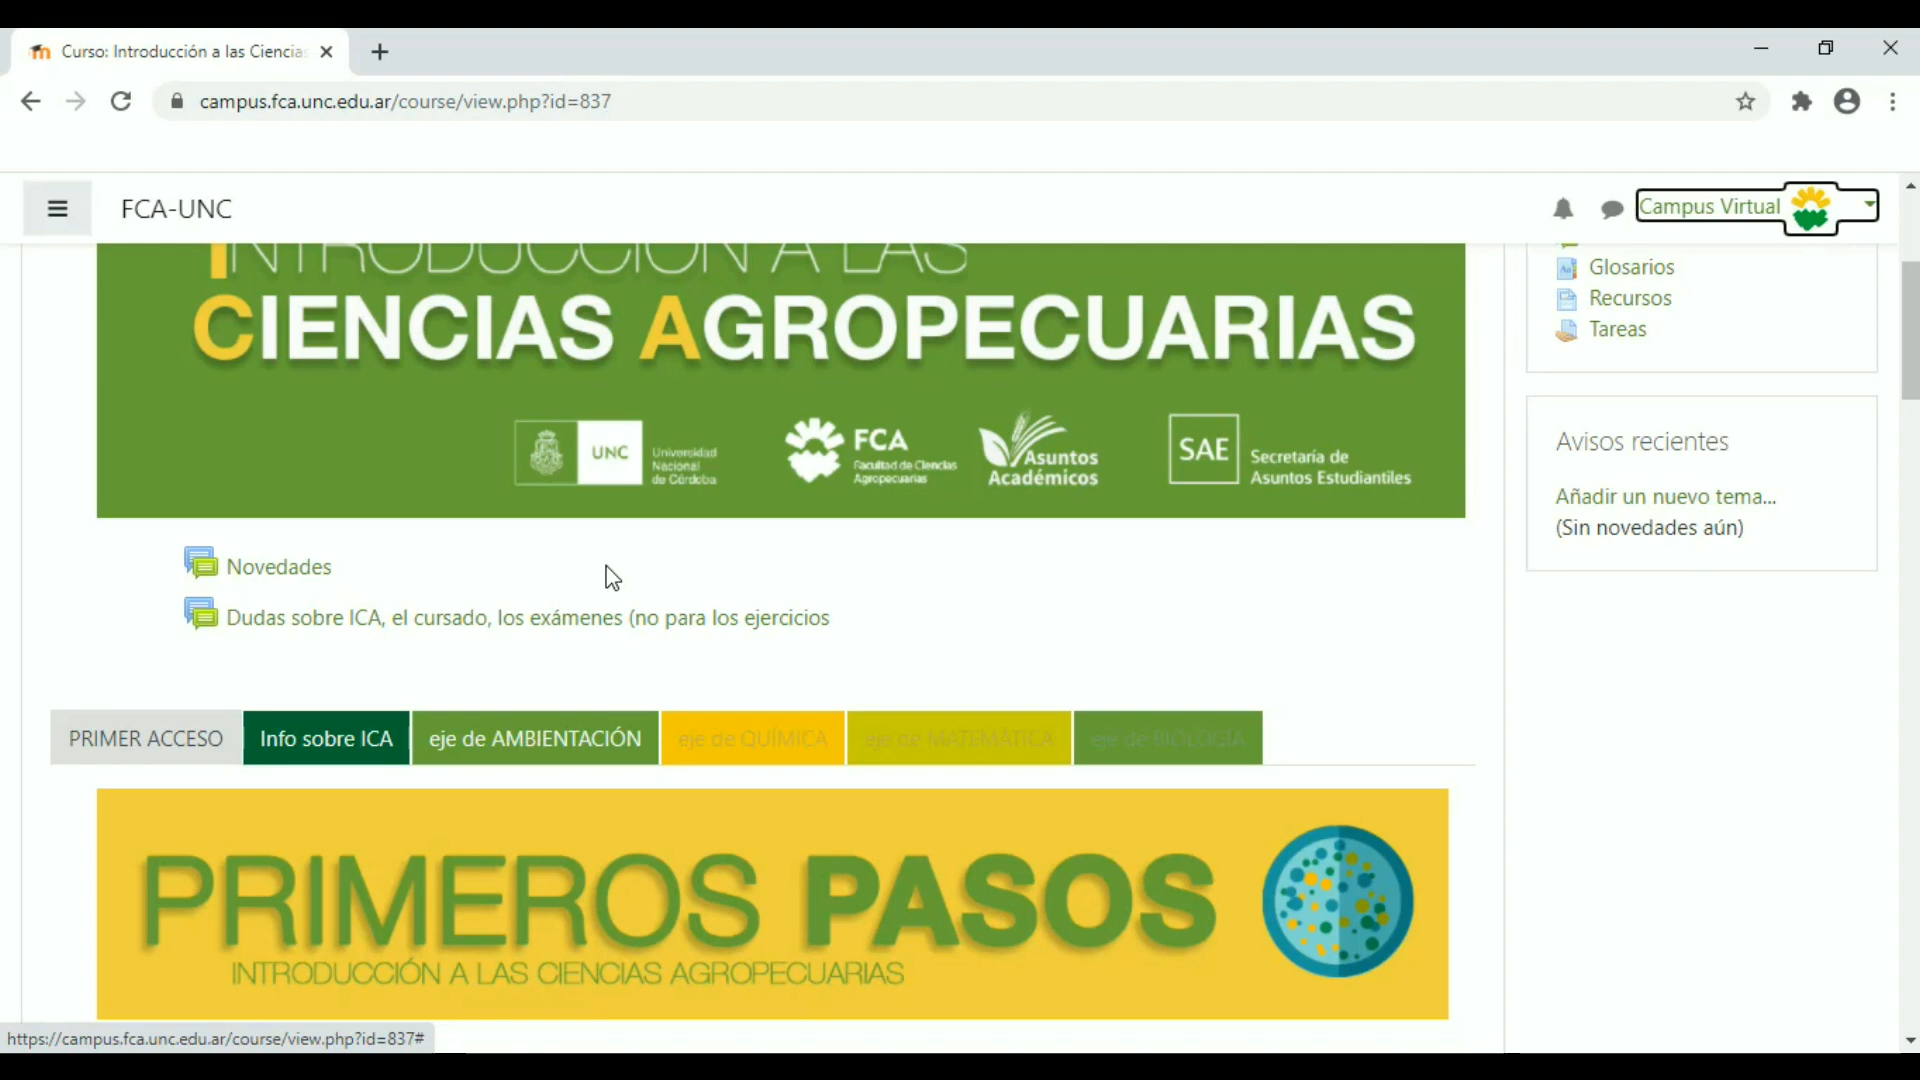 Curso: Introducción a las Ciencia
campus.fca.unc.edu.ar/course/view.php?id=837
FCA-UNC
Campus Virtual
INTRODUCCIÓN A LAS
CIENCIAS AGROPECUARIAS
UNC
Universidad
Nacional
de Córdoba
FCA
Facultad de Ciencias
Agropecuarias
Asuntos
Académicos
SAE
Secretaría de
Asuntos Estudiantiles
Glosarios
Recursos
Tareas
Avisos recientes
Añadir un nuevo tema...
(Sin novedades aún)
Novedades
Dudas sobre ICA, el cursado, los exámenes (no para los ejercicios
PRIMER ACCESO
Info sobre ICA
eje de AMBIENTACIÓN
eje de QUÍMICA
eje de MATEMÁTICA
eje de BIOLOGÍA
PRIMEROS PASOS
INTRODUCCIÓN A LAS CIENCIAS AGROPECUARIAS
https://campus.fca.unc.edu.ar/course/view.php?id=837#